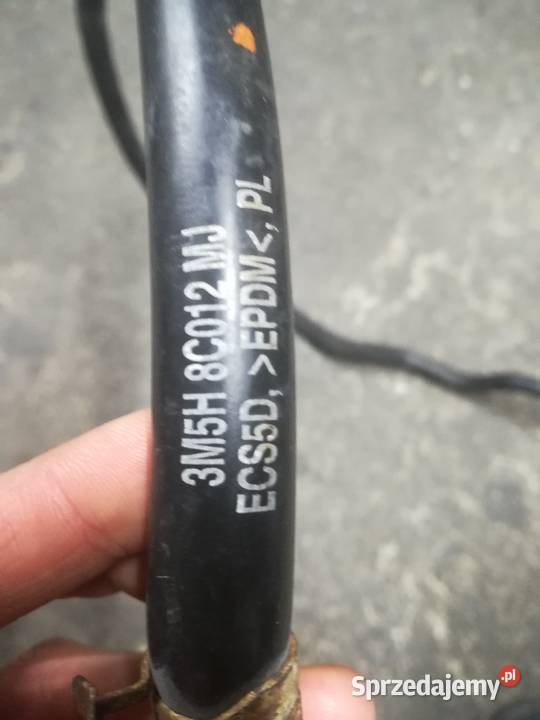 3M5H 8C012 MJ
ECS5D, >EPDM<, PL
Sprzedajemy.pl